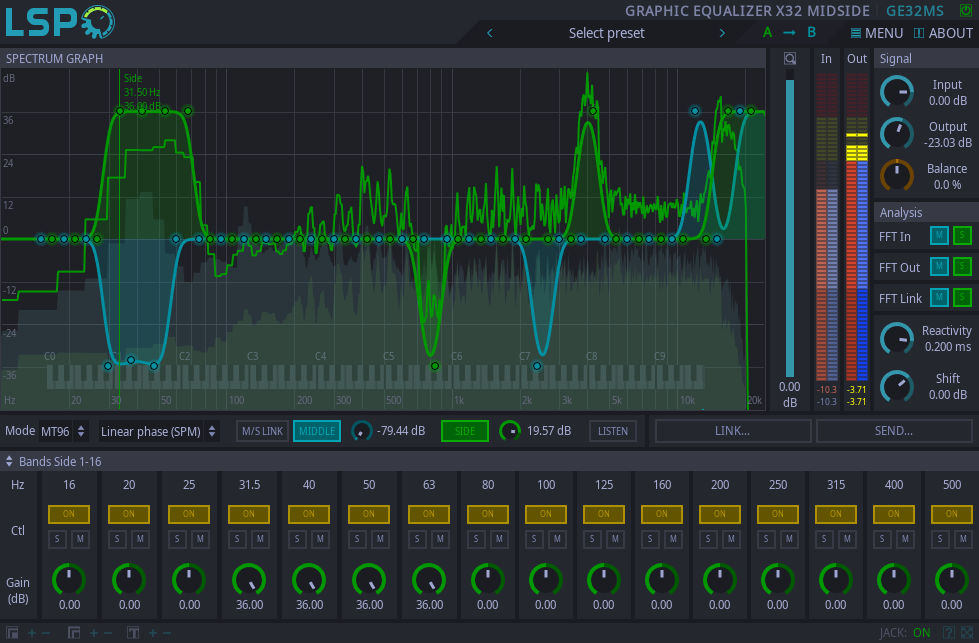 LSP
GRAPHIC EQUALIZER X32 MIDSIDE GE32MS
Select preset
A B MENU ABOUT
SPECTRUM GRAPH
In Out Signal
dB
Side
31.50 Hz
36.00 dB
36
24
12
0
-12
-24
-36
C0 C1 C2 C3 C4 C5 C6 C7 C8 C9
Hz 20 30 50 100 200 300 500 1k 2k 3k 5k 10k 20k
0.00
dB
-10.3 -3.71
-10.3 -3.71
Input
0.00 dB
Output
-23.03 dB
Balance
0.0 %
Analysis
FFT In M S
FFT Out M S
FFT Link M S
Reactivity
0.200 ms
Shift
0.00 dB
Mode MT96 Linear phase (SPM) M/S LINK MIDDLE -79.44 dB SIDE 19.57 dB LISTEN LINK... SEND...
Bands Side 1-16
Hz 16 20 25 31.5 40 50 63 80 100 125 160 200 250 315 400 500
ON ON ON ON ON ON ON ON ON ON ON ON ON ON ON ON
Ctl
S M S M S M S M S M S M S M S M S M S M S M S M S M S M S M S M
Gain
(dB)
0.00 0.00 0.00 36.00 36.00 36.00 36.00 0.00 0.00 0.00 0.00 0.00 0.00 0.00 0.00 0.00
JACK: ON